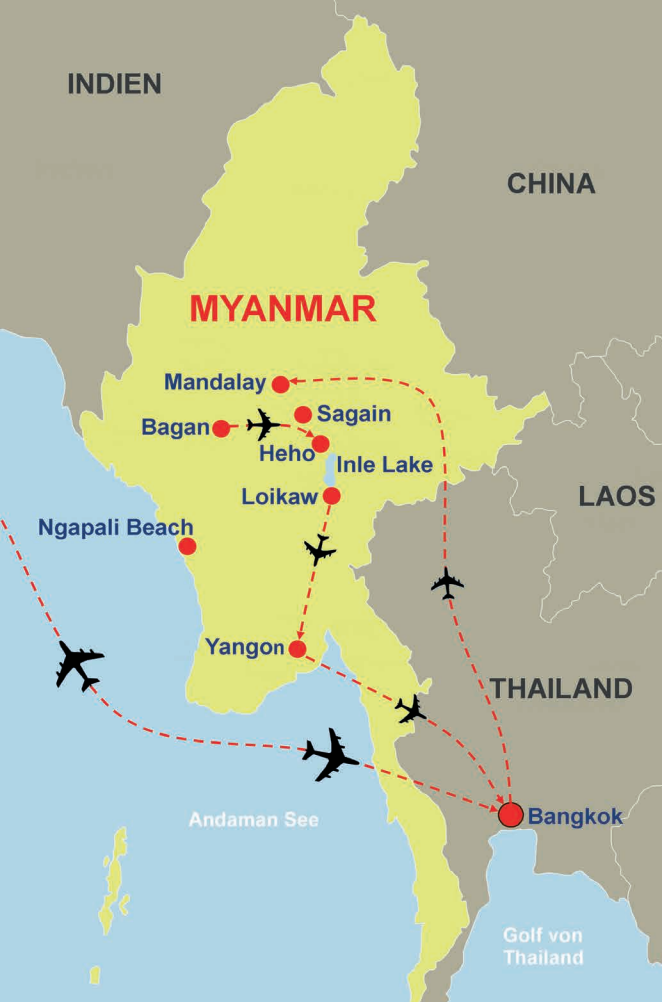 INDIEN
CHINA
MYANMAR
Mandalay
Sagain
Bagan
Heho
Inle Lake
Loikaw
LAOS
Ngapali Beach
Yangon
THAILAND
Bangkok
Andaman See
Golf von
Thailand